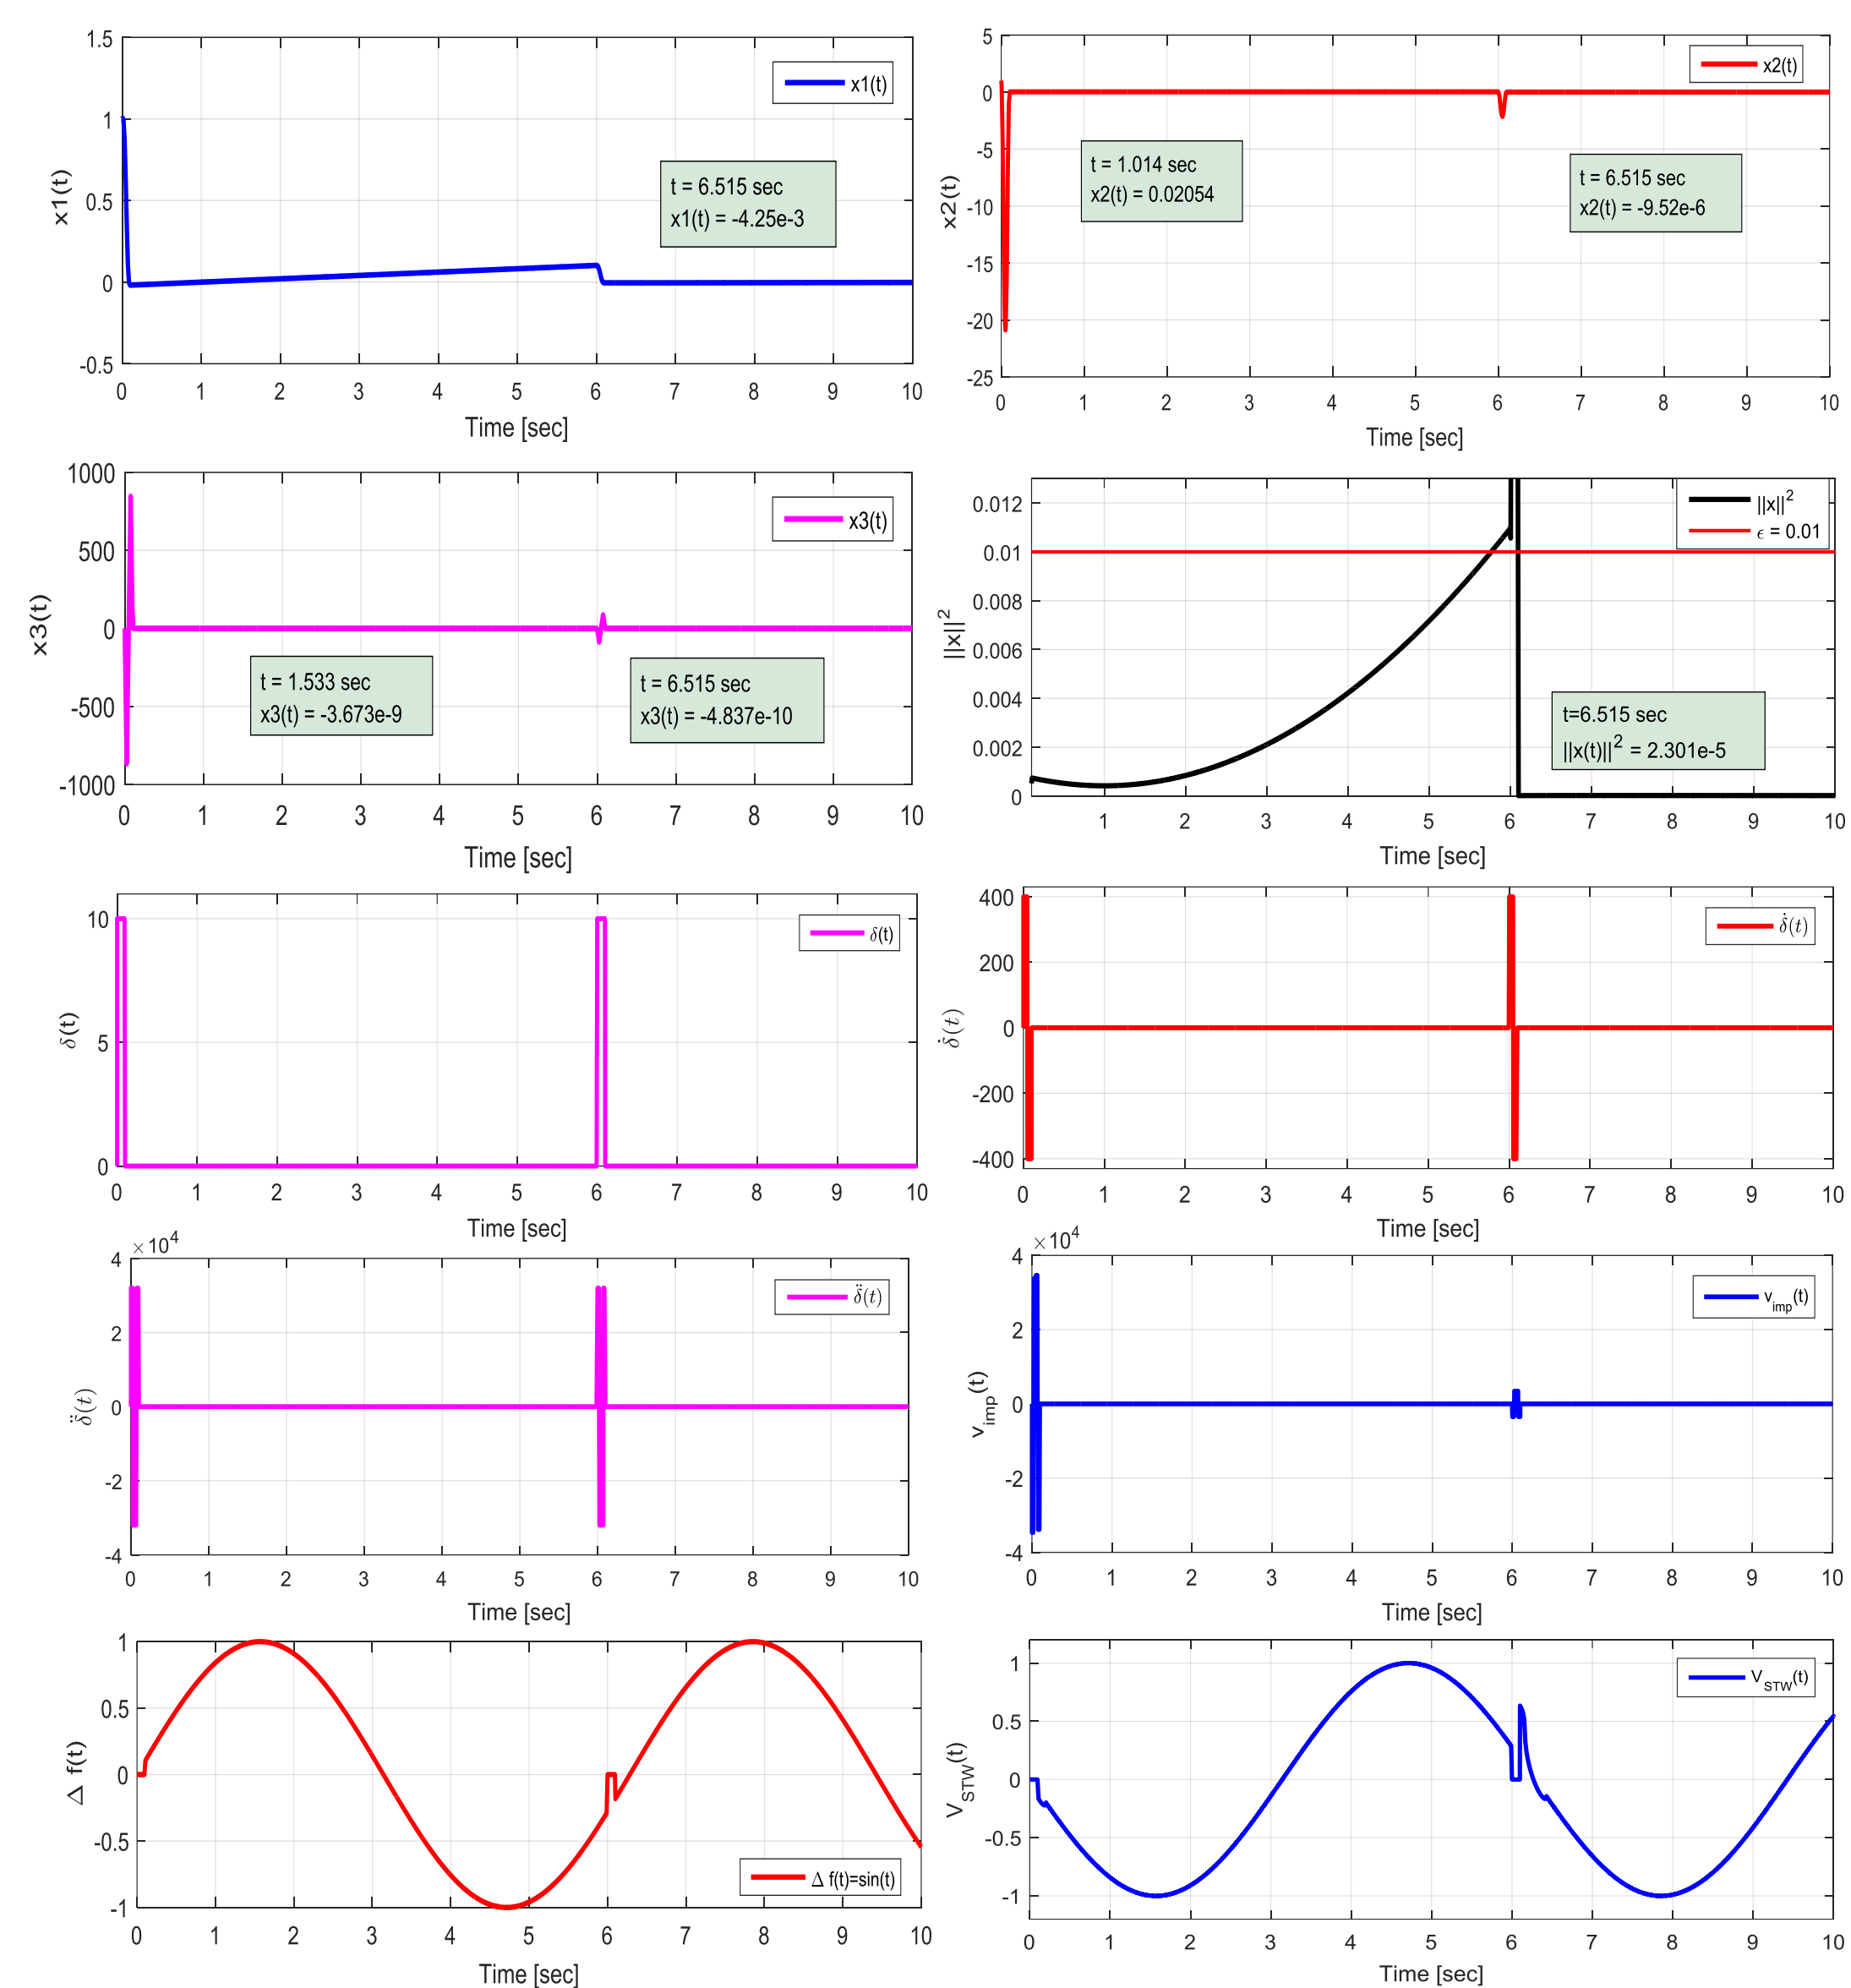 1.5
1
0.5
0
-0.5
x1(t)
x1(t)
t = 6.515 sec
x1(t) = -4.25e-3
0 1 2 3 4 5 6 7 8 9 10
Time [sec]
5
0
-5
-10
-15
-20
-25
x2(t)
x2(t)
t = 1.014 sec
x2(t) = 0.02054
t = 6.515 sec
x2(t) = -9.52e-6
0 1 2 3 4 5 6 7 8 9 10
Time [sec]
1000
500
0
-500
-1000
x3(t)
x3(t)
t = 1.533 sec
x3(t) = -3.673e-9
t = 6.515 sec
x3(t) = -4.837e-10
0 1 2 3 4 5 6 7 8 9 10
Time [sec]
0.012
0.01
0.008
0.006
0.004
0.002
0
||x||²
||x||²
ϵ = 0.01
t=6.515 sec
||x(t)||² = 2.301e-5
1 2 3 4 5 6 7 8 9 10
Time [sec]
10
5
0
δ(t)
δ(t)
0 1 2 3 4 5 6 7 8 9 10
Time [sec]
400
200
0
-200
-400
δ̇(t)
δ̇(t)
0 1 2 3 4 5 6 7 8 9 10
Time [sec]
×10⁴
4
2
0
-2
-4
δ̈(t)
δ̈(t)
0 1 2 3 4 5 6 7 8 9 10
Time [sec]
×10⁴
4
2
0
-2
-4
v_imp(t)
v_imp(t)
0 1 2 3 4 5 6 7 8 9 10
Time [sec]
1
0.5
0
-0.5
-1
Δ f(t)
Δ f(t)=sin(t)
0 1 2 3 4 5 6 7 8 9 10
Time [sec]
1
0.5
0
-0.5
-1
V_STW(t)
V_STW(t)
0 1 2 3 4 5 6 7 8 9 10
Time [sec]